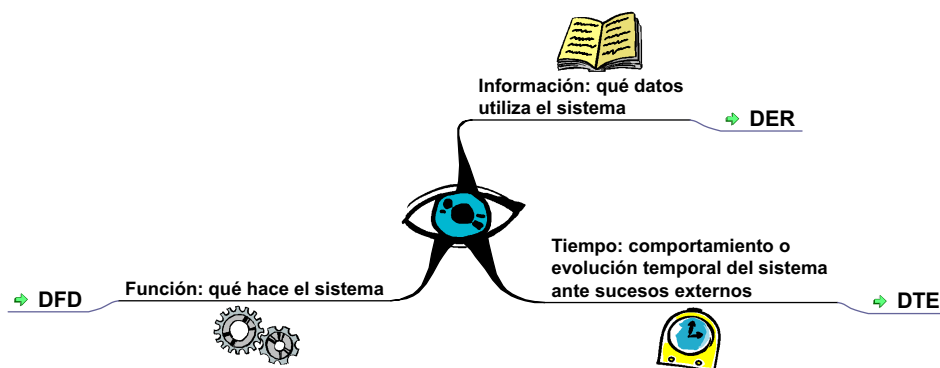 Información: qué datos
utiliza el sistema
DER
Tiempo: comportamiento o
evolución temporal del sistema
ante sucesos externos
DTE
Función: qué hace el sistema
DFD